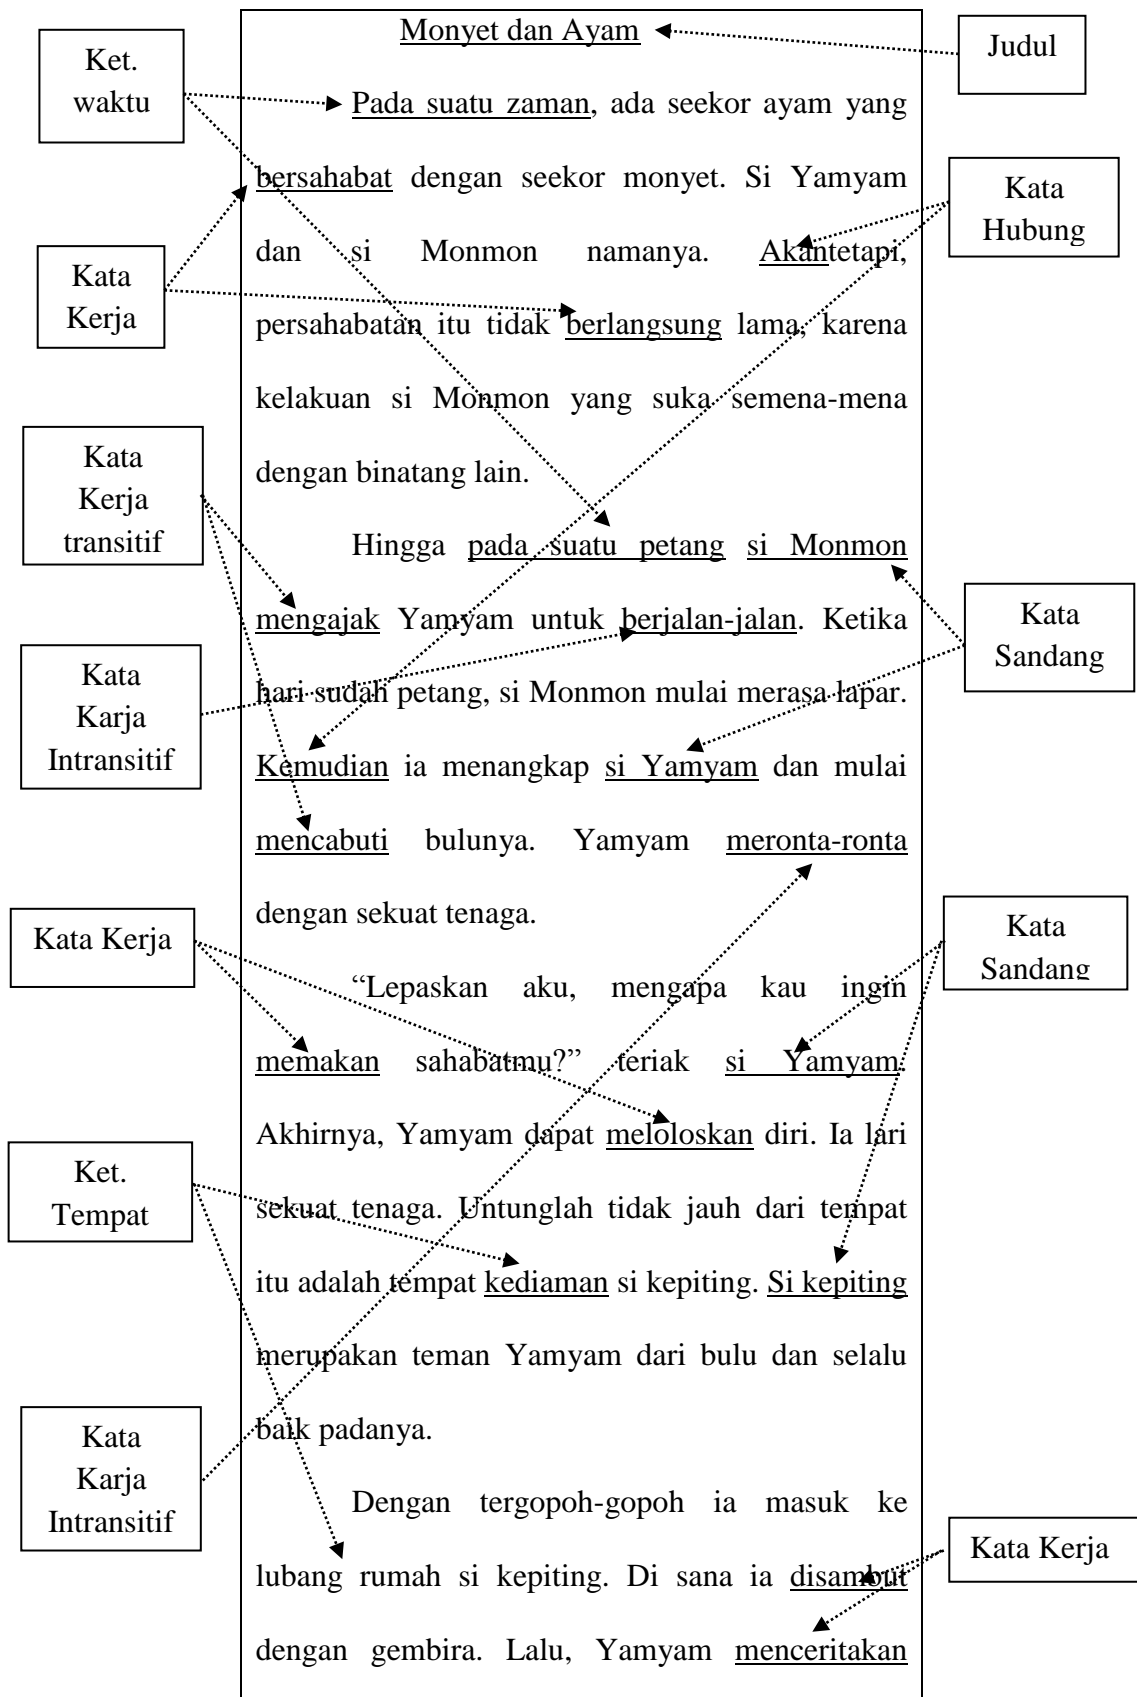 Monyet dan Ayam
Judul
Ket.
waktu
Pada suatu zaman, ada seekor ayam yang
bersahabat dengan seekor monyet. Si Yamyam
Kata
Hubung
dan si Monmon namanya. Akantetapi,
Kata
Kerja
persahabatan itu tidak berlangsung lama, karena
kelakuan si Monmon yang suka semena-mena
dengan binatang lain.
Kata
Kerja
transitif
Hingga pada suatu petang si Monmon
mengajak Yamyam untuk berjalan-jalan. Ketika
Kata
Sandang
hari sudah petang, si Monmon mulai merasa lapar.
Kata
Karja
Intransitif
Kemudian ia menangkap si Yamyam dan mulai
mencabuti bulunya. Yamyam meronta-ronta
dengan sekuat tenaga.
Kata Kerja
Kata
Sandang
“Lepaskan aku, mengapa kau ingin
memakan sahabatmu?” teriak si Yamyam.
Akhirnya, Yamyam dapat meloloskan diri. Ia lari
Ket.
Tempat
sekuat tenaga. Untunglah tidak jauh dari tempat
itu adalah tempat kediaman si kepiting. Si kepiting
merupakan teman Yamyam dari bulu dan selalu
baik padanya.
Kata
Karja
Intransitif
Dengan tergopoh-gopoh ia masuk ke
Kata Kerja
lubang rumah si kepiting. Di sana ia disambut
dengan gembira. Lalu, Yamyam menceritakan